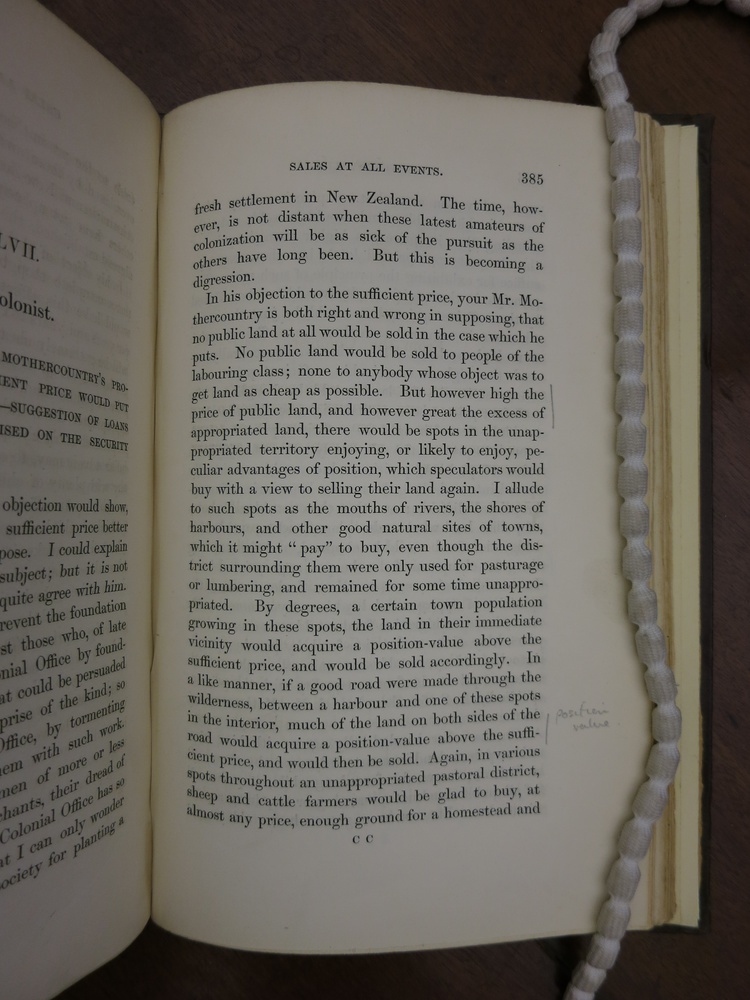 LVII.
olonist.
MOTHERCOUNTRY'S PRO-
IENT PRICE WOULD PUT
—SUGGESTION OF LOANS
ISED ON THE SECURITY
objection would show,
sufficient price better
pose. I could explain
subject; but it is not
quite agree with him.
revent the foundation
st those who, of late
nial Office by found-
at could be persuaded
prise of the kind; so
Office, by tormenting
em with such work.
men of more or less
chants, their dread of
Colonial Office has so
at I can only wonder
ociety for planting a
SALES AT ALL EVENTS.
385
fresh settlement in New Zealand. The time, how-
ever, is not distant when these latest amateurs of
colonization will be as sick of the pursuit as the
others have long been. But this is becoming a
digression.
In his objection to the sufficient price, your Mr. Mo-
thercountry is both right and wrong in supposing, that
no public land at all would be sold in the case which he
puts. No public land would be sold to people of the
labouring class; none to anybody whose object was to
get land as cheap as possible. But however high the
price of public land, and however great the excess of
appropriated land, there would be spots in the unap-
propriated territory enjoying, or likely to enjoy, pe-
culiar advantages of position, which speculators would
buy with a view to selling their land again. I allude
to such spots as the mouths of rivers, the shores of
harbours, and other good natural sites of towns,
which it might "pay" to buy, even though the dis-
trict surrounding them were only used for pasturage
or lumbering, and remained for some time unappro-
priated. By degrees, a certain town population
growing in these spots, the land in their immediate
vicinity would acquire a position-value above the
sufficient price, and would be sold accordingly. In
a like manner, if a good road were made through the
wilderness, between a harbour and one of these spots
in the interior, much of the land on both sides of the
road would acquire a position-value above the suffi-
cient price, and would then be sold. Again, in various
spots throughout an unappropriated pastoral district,
sheep and cattle farmers would be glad to buy, at
almost any price, enough ground for a homestead and
C C
position
value.